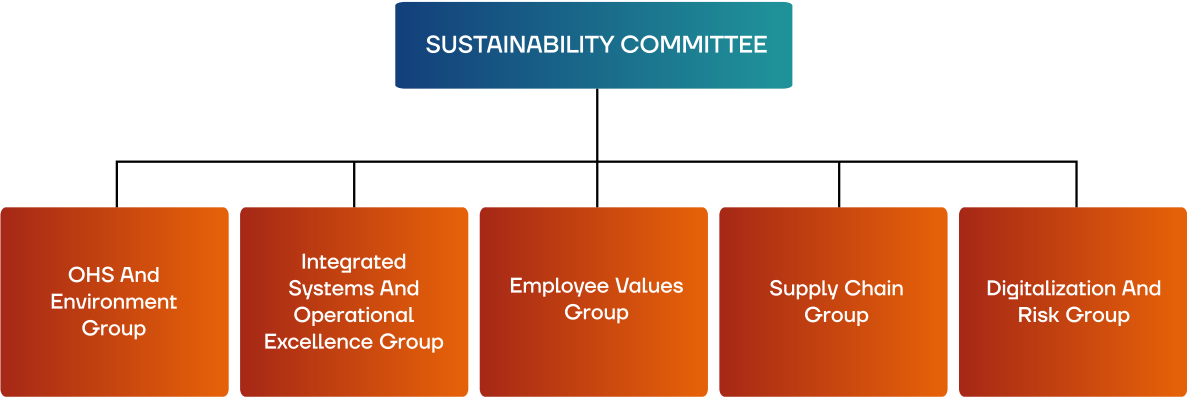 SUSTAINABILITY COMMITTEE
OHS And
Environment
Group
Integrated
Systems And
Operational
Excellence Group
Employee Values
Group
Supply Chain
Group
Digitalization And
Risk Group